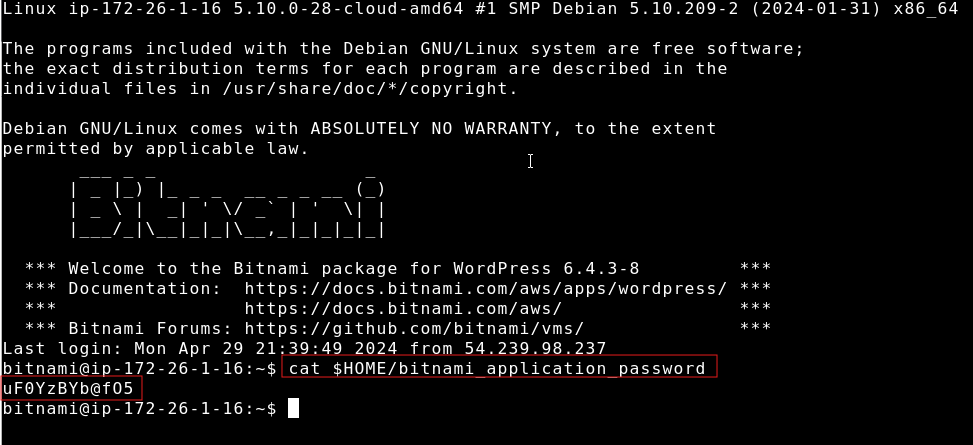 Linux ip-172-26-1-16 5.10.0-28-cloud-amd64 #1 SMP Debian 5.10.209-2 (2024-01-31) x86_64
The programs included with the Debian GNU/Linux system are free software;
the exact distribution terms for each program are described in the
individual files in /usr/share/doc/*/copyright.
Debian GNU/Linux comes with ABSOLUTELY NO WARRANTY, to the extent
permitted by applicable law.
Bitnami
*** Welcome to the Bitnami package for WordPress 6.4.3-8 ***
*** Documentation: https://docs.bitnami.com/aws/apps/wordpress/ ***
*** https://docs.bitnami.com/aws/ ***
*** Bitnami Forums: https://github.com/bitnami/vms/ ***
Last login: Mon Apr 29 21:39:49 2024 from 54.239.98.237
bitnami@ip-172-26-1-16:~$ cat $HOME/bitnami_application_password
uF0YzBYb@fO5
bitnami@ip-172-26-1-16:~$